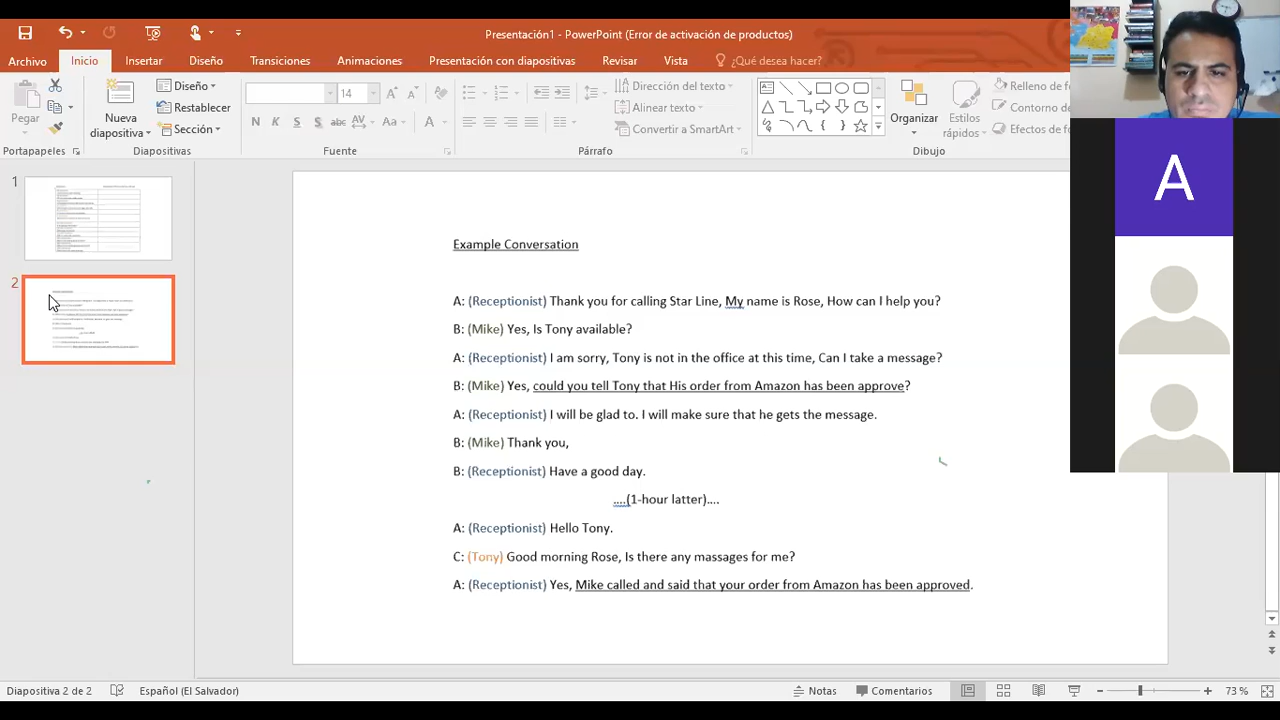 Presentación1 - PowerPoint (Error de activación de productos)
Archivo Inicio Insertar Diseño Transiciones Animaciones Presentación con diapositivas Revisar Vista ¿Qué desea hacer?
Pegar
Nueva diapositiva
Diseño
Restablecer
Sección
14
N K S S abc AV Aa A
Dirección del texto
Alinear texto
Convertir a SmartArt
Organizar
Estilos rápidos
Relleno de fo
Contorno de
Efectos de fo
Portapapeles Diapositivas Fuente Párrafo Dibujo
1
2
A
Example Conversation
A: (Receptionist) Thank you for calling Star Line, My name is Rose, How can I help you?
B: (Mike) Yes, Is Tony available?
A: (Receptionist) I am sorry, Tony is not in the office at this time, Can I take a message?
B: (Mike) Yes, could you tell Tony that His order from Amazon has been approve?
A: (Receptionist) I will be glad to. I will make sure that he gets the message.
B: (Mike) Thank you,
B: (Receptionist) Have a good day.
....(1-hour latter)....
A: (Receptionist) Hello Tony.
C: (Tony) Good morning Rose, Is there any massages for me?
A: (Receptionist) Yes, Mike called and said that your order from Amazon has been approved.
Diapositiva 2 de 2 Español (El Salvador) Notas Comentarios 73 %